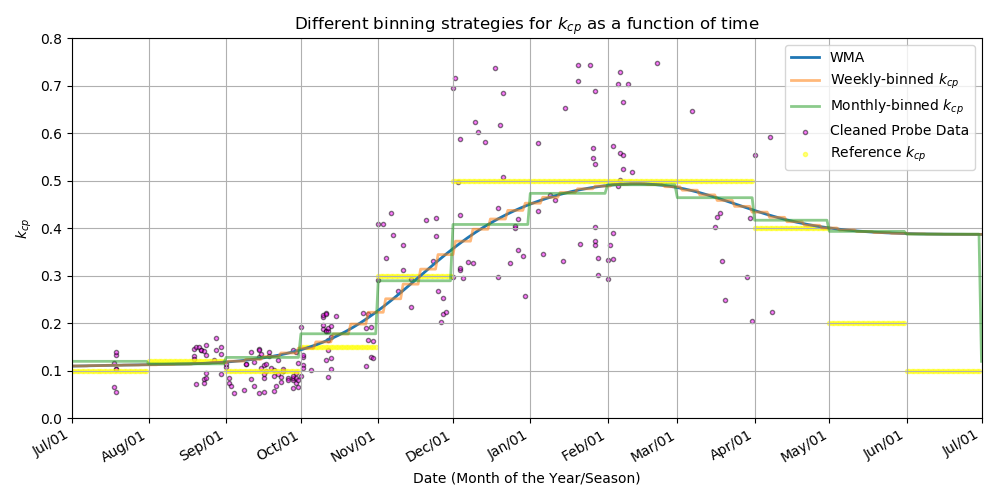 Different binning strategies for k_cp as a function of time
0.8
0.7
0.6
0.5
0.4
0.3
0.2
0.1
0.0
k_cp
WMA
Weekly-binned k_cp
Monthly-binned k_cp
Cleaned Probe Data
Reference k_cp
Jul/01
Aug/01
Sep/01
Oct/01
Nov/01
Dec/01
Jan/01
Feb/01
Mar/01
Apr/01
May/01
Jun/01
Jul/01
Date (Month of the Year/Season)